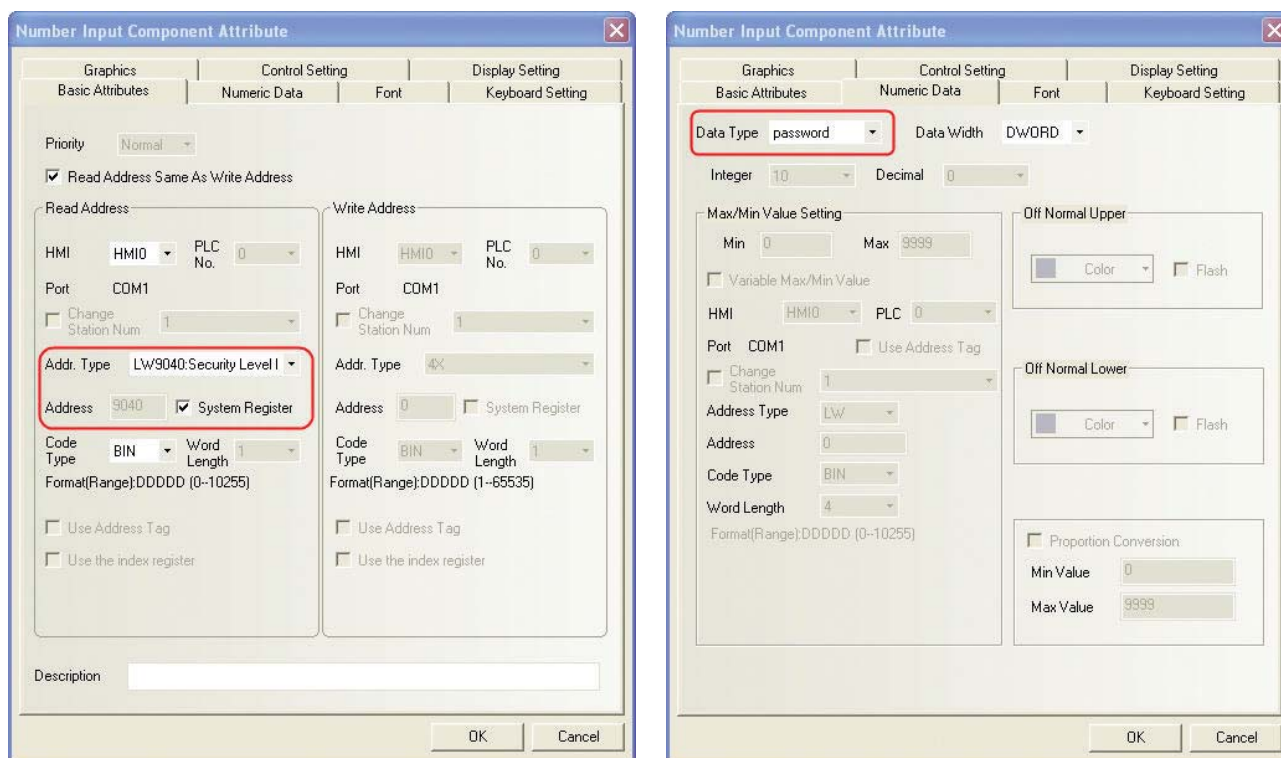 Number Input Component Attribute
Graphics Control Setting Display Setting
Basic Attributes Numeric Data Font Keyboard Setting
Priority Normal
Read Address Same As Write Address
Read Address
HMI HMI0 PLC No. 0
Port COM1
Change Station Num 1
Addr. Type LW9040:Security Level I
Address 9040 System Register
Code Type BIN Word Length 1
Format(Range):DDDDD (0--10255)
Use Address Tag
Use the index register
Write Address
HMI HMI0 PLC No. 0
Port COM1
Change Station Num 1
Addr. Type 4X
Address 0 System Register
Code Type BIN Word Length 1
Format(Range):DDDDD (1--65535)
Use Address Tag
Use the index register
Description
OK Cancel
Number Input Component Attribute
Graphics Control Setting Display Setting
Basic Attributes Numeric Data Font Keyboard Setting
Data Type password Data Width DWORD
Integer 10 Decimal 0
Max/Min Value Setting
Min 0 Max 9999
Variable Max/Min Value
HMI HMI0 PLC 0
Port COM1 Use Address Tag
Change Station Num 1
Address Type LW
Address 0
Code Type BIN
Word Length 4
Format(Range):DDDDD (0--10255)
Off Normal Upper
Color Flash
Off Normal Lower
Color Flash
Proportion Conversion
Min Value 0
Max Value 9999
OK Cancel